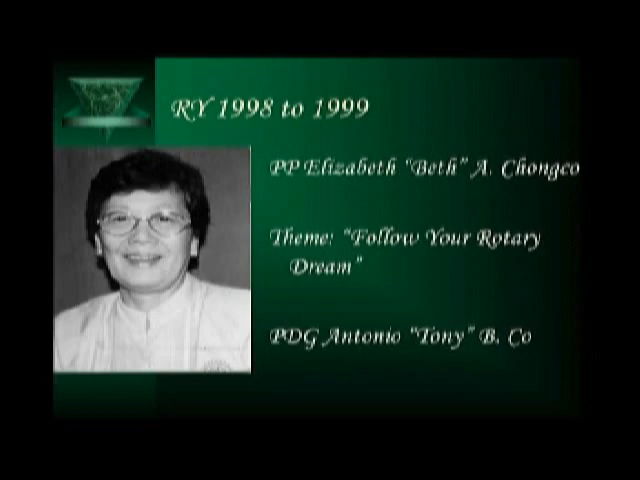 RY 1998 to 1999
PP Elizabeth "Beth" A. Chongco
Theme: "Follow Your Rotary
Dream"
PDG Antonio "Tony" B. Co